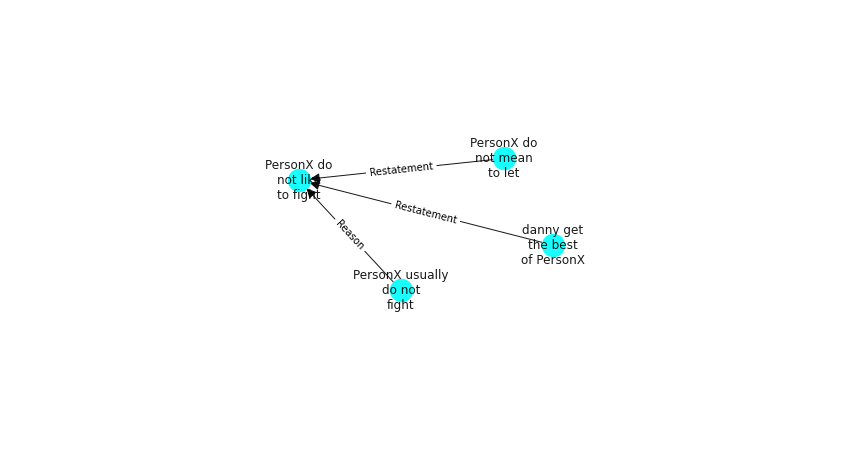 PersonX do
not mean
to let
PersonX do
not like
to fight
Restatement
Restatement
danny get
the best
of PersonX
Reason
PersonX usually
do not
fight